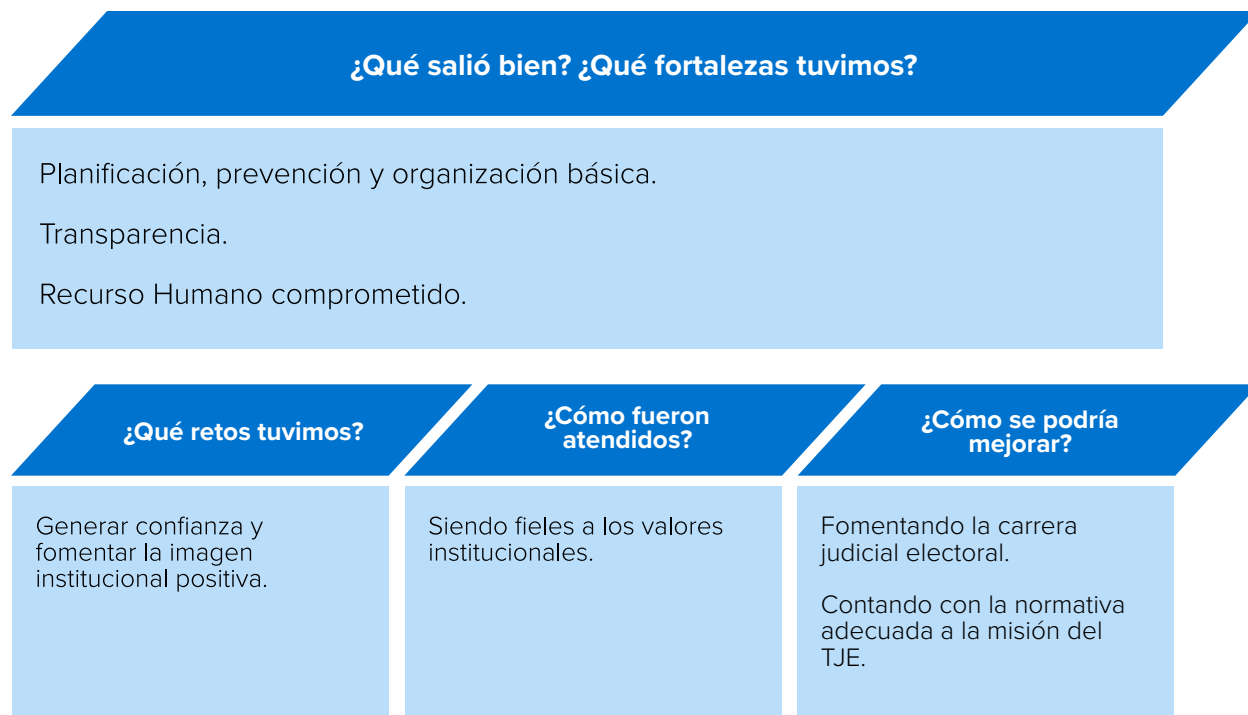 ¿Qué salió bien? ¿Qué fortalezas tuvimos?
Planificación, prevención y organización básica.
Transparencia.
Recurso Humano comprometido.
¿Qué retos tuvimos?
Generar confianza y
fomentar la imagen
institucional positiva.
¿Cómo fueron
atendidos?
Siendo fieles a los valores
institucionales.
¿Cómo se podría
mejorar?
Fomentando la carrera
judicial electoral.
Contando con la normativa
adecuada a la misión del
TJE.